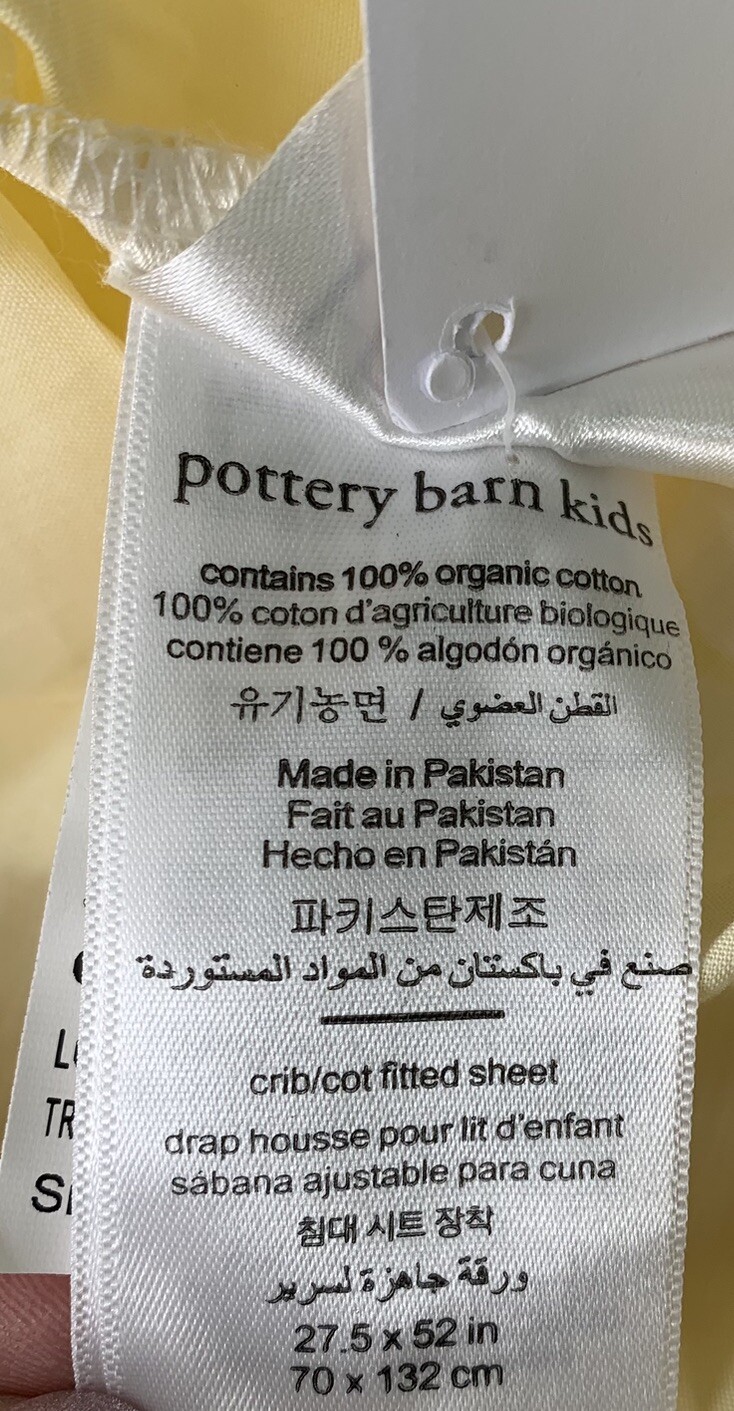 pottery barn kids
contains 100% organic cotton
100% coton d'agriculture biologique
contiene 100 % algodón orgánico
유기농면 / القطن العضوي
Made in Pakistan
Fait au Pakistan
Hecho en Pakistán
파키스탄제조
صنع في باكستان من المواد المستوردة
crib/cot fitted sheet
drap housse pour lit d'enfant
sábana ajustable para cuna
침대 시트 장착
ورقة جاهزة لسرير
27.5 x 52 in
70 x 132 cm